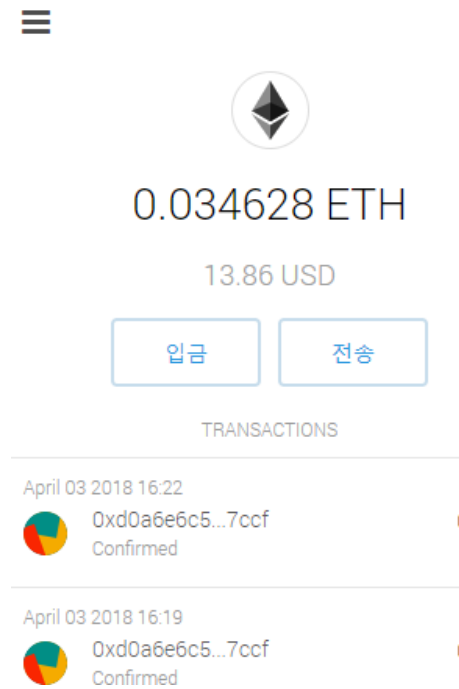 0.034628 ETH
13.86 USD
입금 전송
TRANSACTIONS
April 03 2018 16:22
0xd0a6e6c5...7ccf
Confirmed
April 03 2018 16:19
0xd0a6e6c5...7ccf
Confirmed